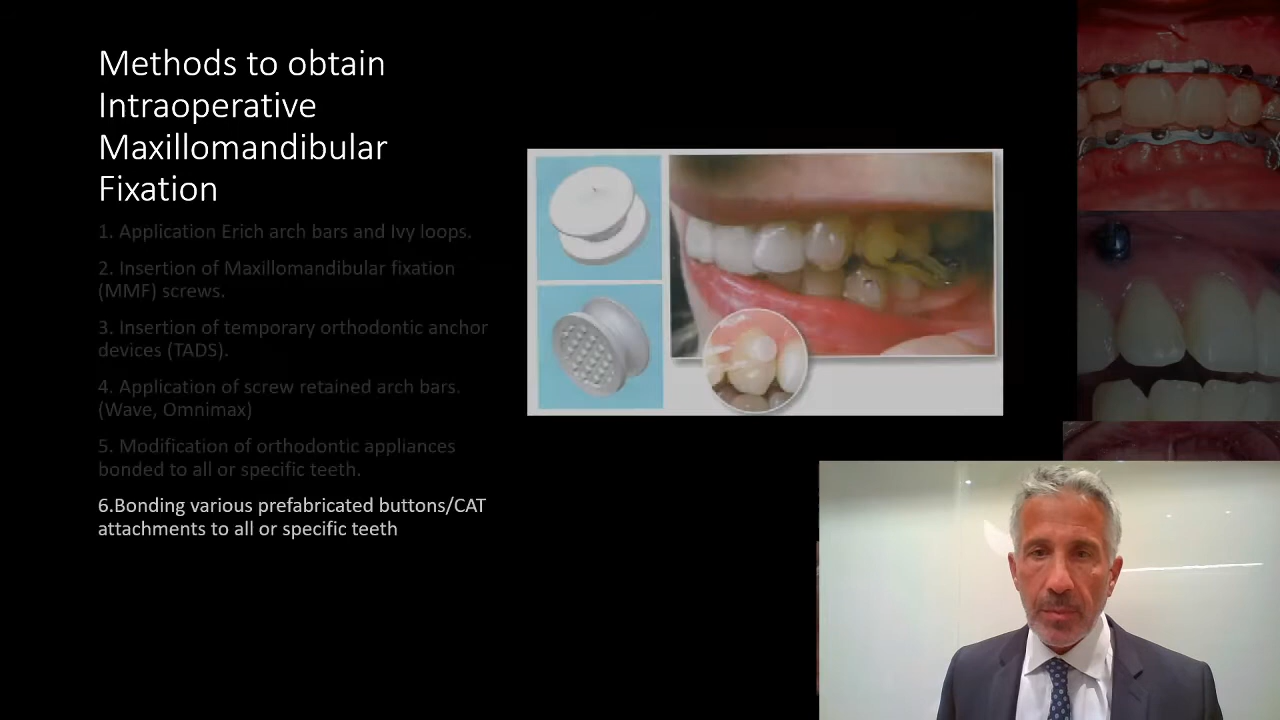 Methods to obtain
Intraoperative
Maxillomandibular
Fixation
1. Application Erich arch bars and Ivy loops.
2. Insertion of Maxillomandibular fixation
(MMF) screws.
3. Insertion of temporary orthodontic anchor
devices (TADS).
4. Application of screw retained arch bars.
(Wave, Omnimax)
5. Modification of orthodontic appliances
bonded to all or specific teeth.
6.Bonding various prefabricated buttons/CAT
attachments to all or specific teeth